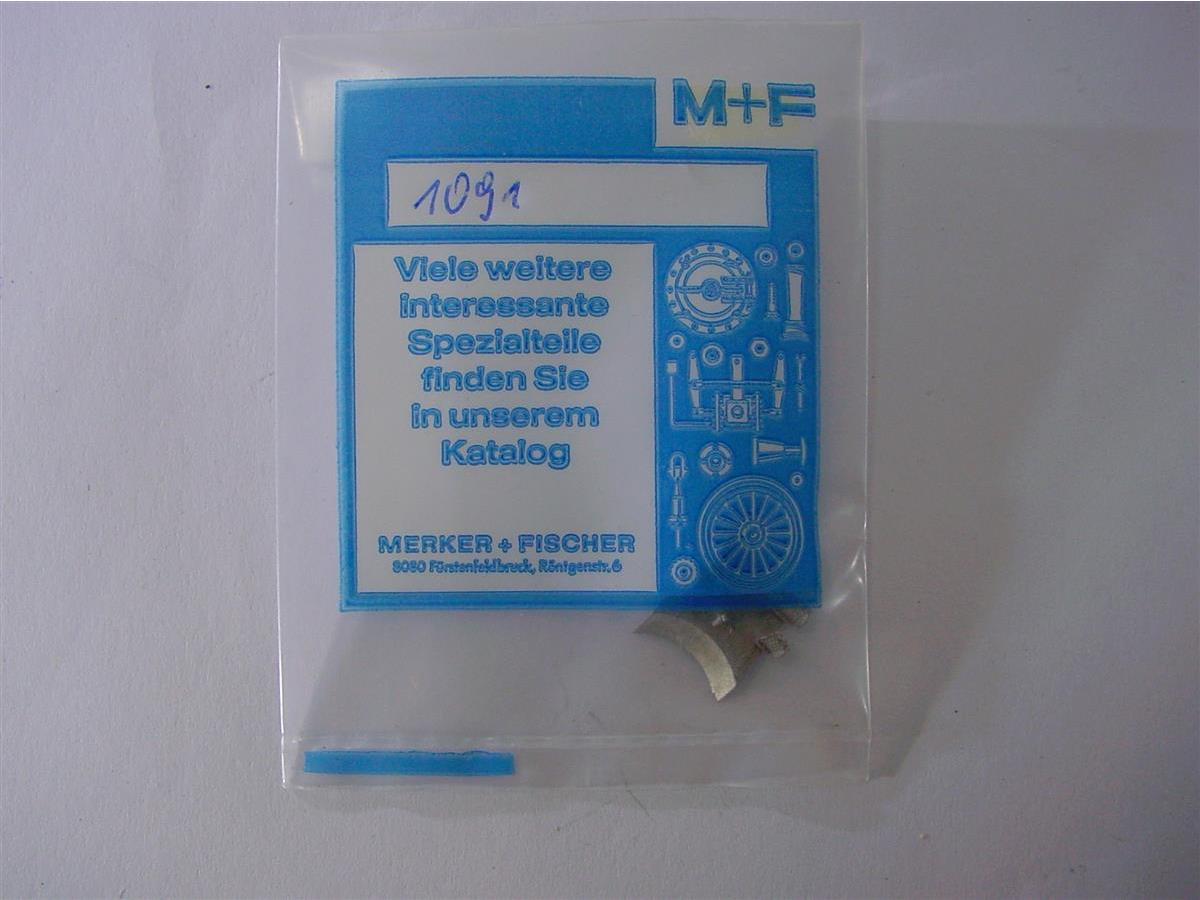 M+F
1091
Viele weitere
interessante
Spezialteile
finden Sie
in unserem
Katalog
MERKER + FISCHER
8080 Fürstenfeldbruck, Röntgenstr. 6